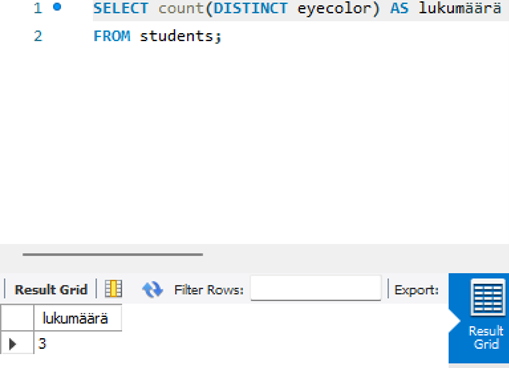 1 SELECT count(DISTINCT eyecolor) AS lukumäärä
2 FROM students;
Result Grid Filter Rows: Export:
lukumäärä
3
Result
Grid